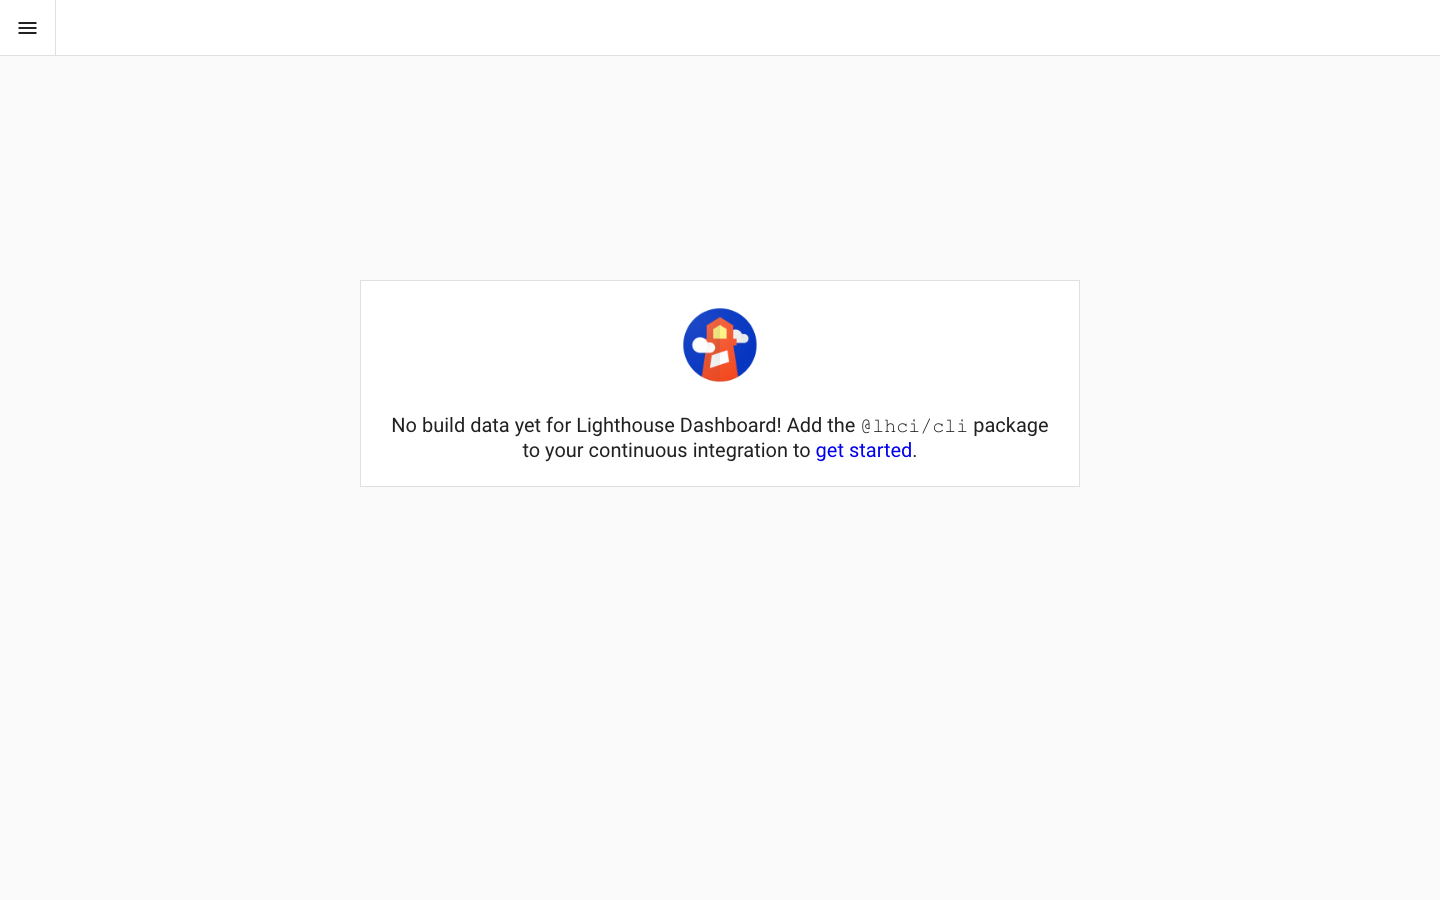 No build data yet for Lighthouse Dashboard! Add the @lhci/cli package
to your continuous integration to get started.